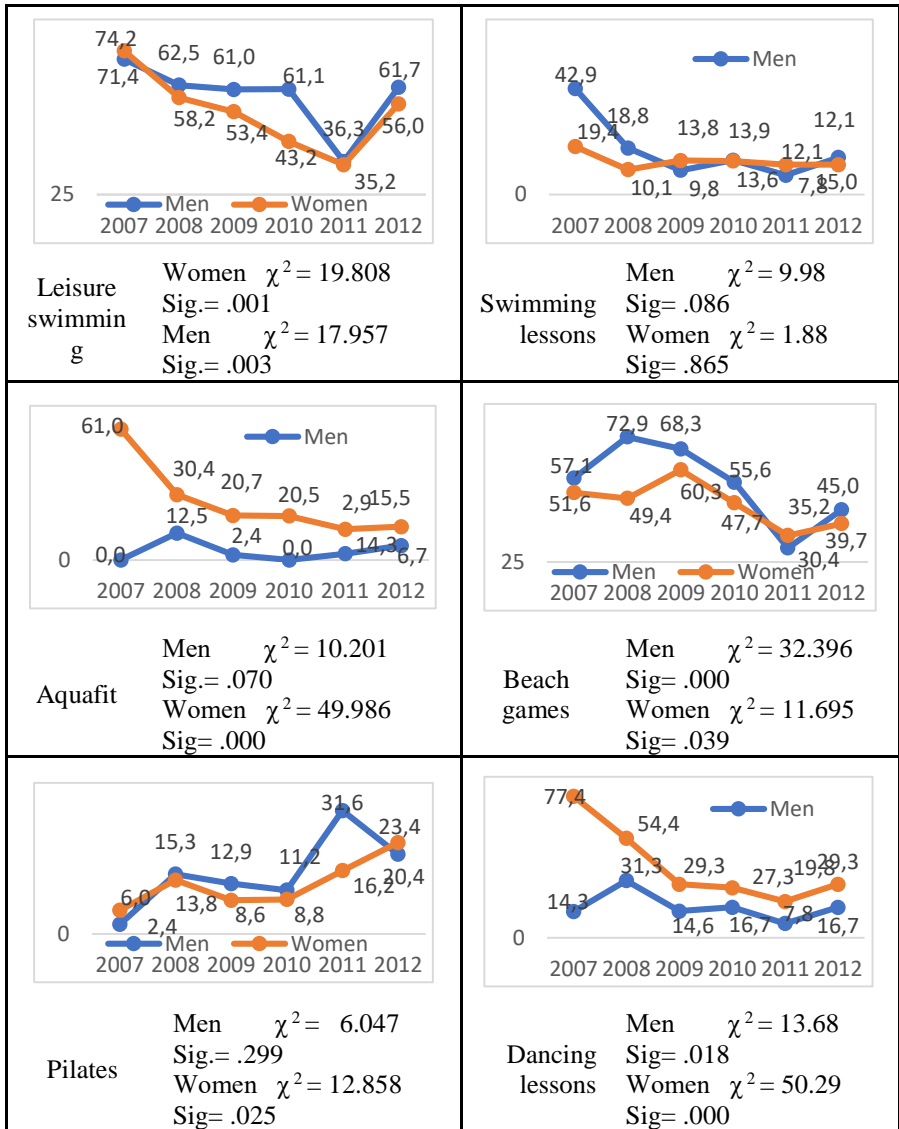 74,2
62,5
61,0
61,1
61,7
71,4
58,2
53,4
43,2
36,3
35,2
56,0
25
Men Women
2007 2008 2009 2010 2011 2012
Leisure
swimmin
g
Women χ² = 19.808
Sig.= .001
Men χ² = 17.957
Sig.= .003
Men
42,9
18,8
13,8
13,9
12,1
19,4
12,1
10,1
9,8
13,6
7,8
15,0
0
2007 2008 2009 2010 2011 2012
Swimming
lessons
Men χ² = 9.98
Sig= .086
Women χ² = 1.88
Sig= .865
61,0
Men
30,4
20,7
20,5
2,9
15,5
12,5
2,4
0,0
14,3
6,7
0,0
0
2007 2008 2009 2010 2011 2012
Aquafit
Men χ² = 10.201
Sig.= .070
Women χ² = 49.986
Sig= .000
72,9
68,3
57,1
55,6
35,2
45,0
51,6
49,4
60,3
47,7
30,4
39,7
25
Men Women
2007 2008 2009 2010 2011 2012
Beach
games
Men χ² = 32.396
Sig= .000
Women χ² = 11.695
Sig= .039
31,6
15,3
12,9
11,2
23,4
6,0
2,4
13,8
8,6
8,8
16,2
20,4
0
Men Women
2007 2008 2009 2010 2011 2012
Pilates
Men χ² = 6.047
Sig.= .299
Women χ² = 12.858
Sig= .025
77,4
Men
54,4
29,3
27,3
19,8
29,3
14,3
31,3
14,6
16,7
7,8
16,7
0
2007 2008 2009 2010 2011 2012
Dancing
lessons
Men χ² = 13.68
Sig= .018
Women χ² = 50.29
Sig= .000